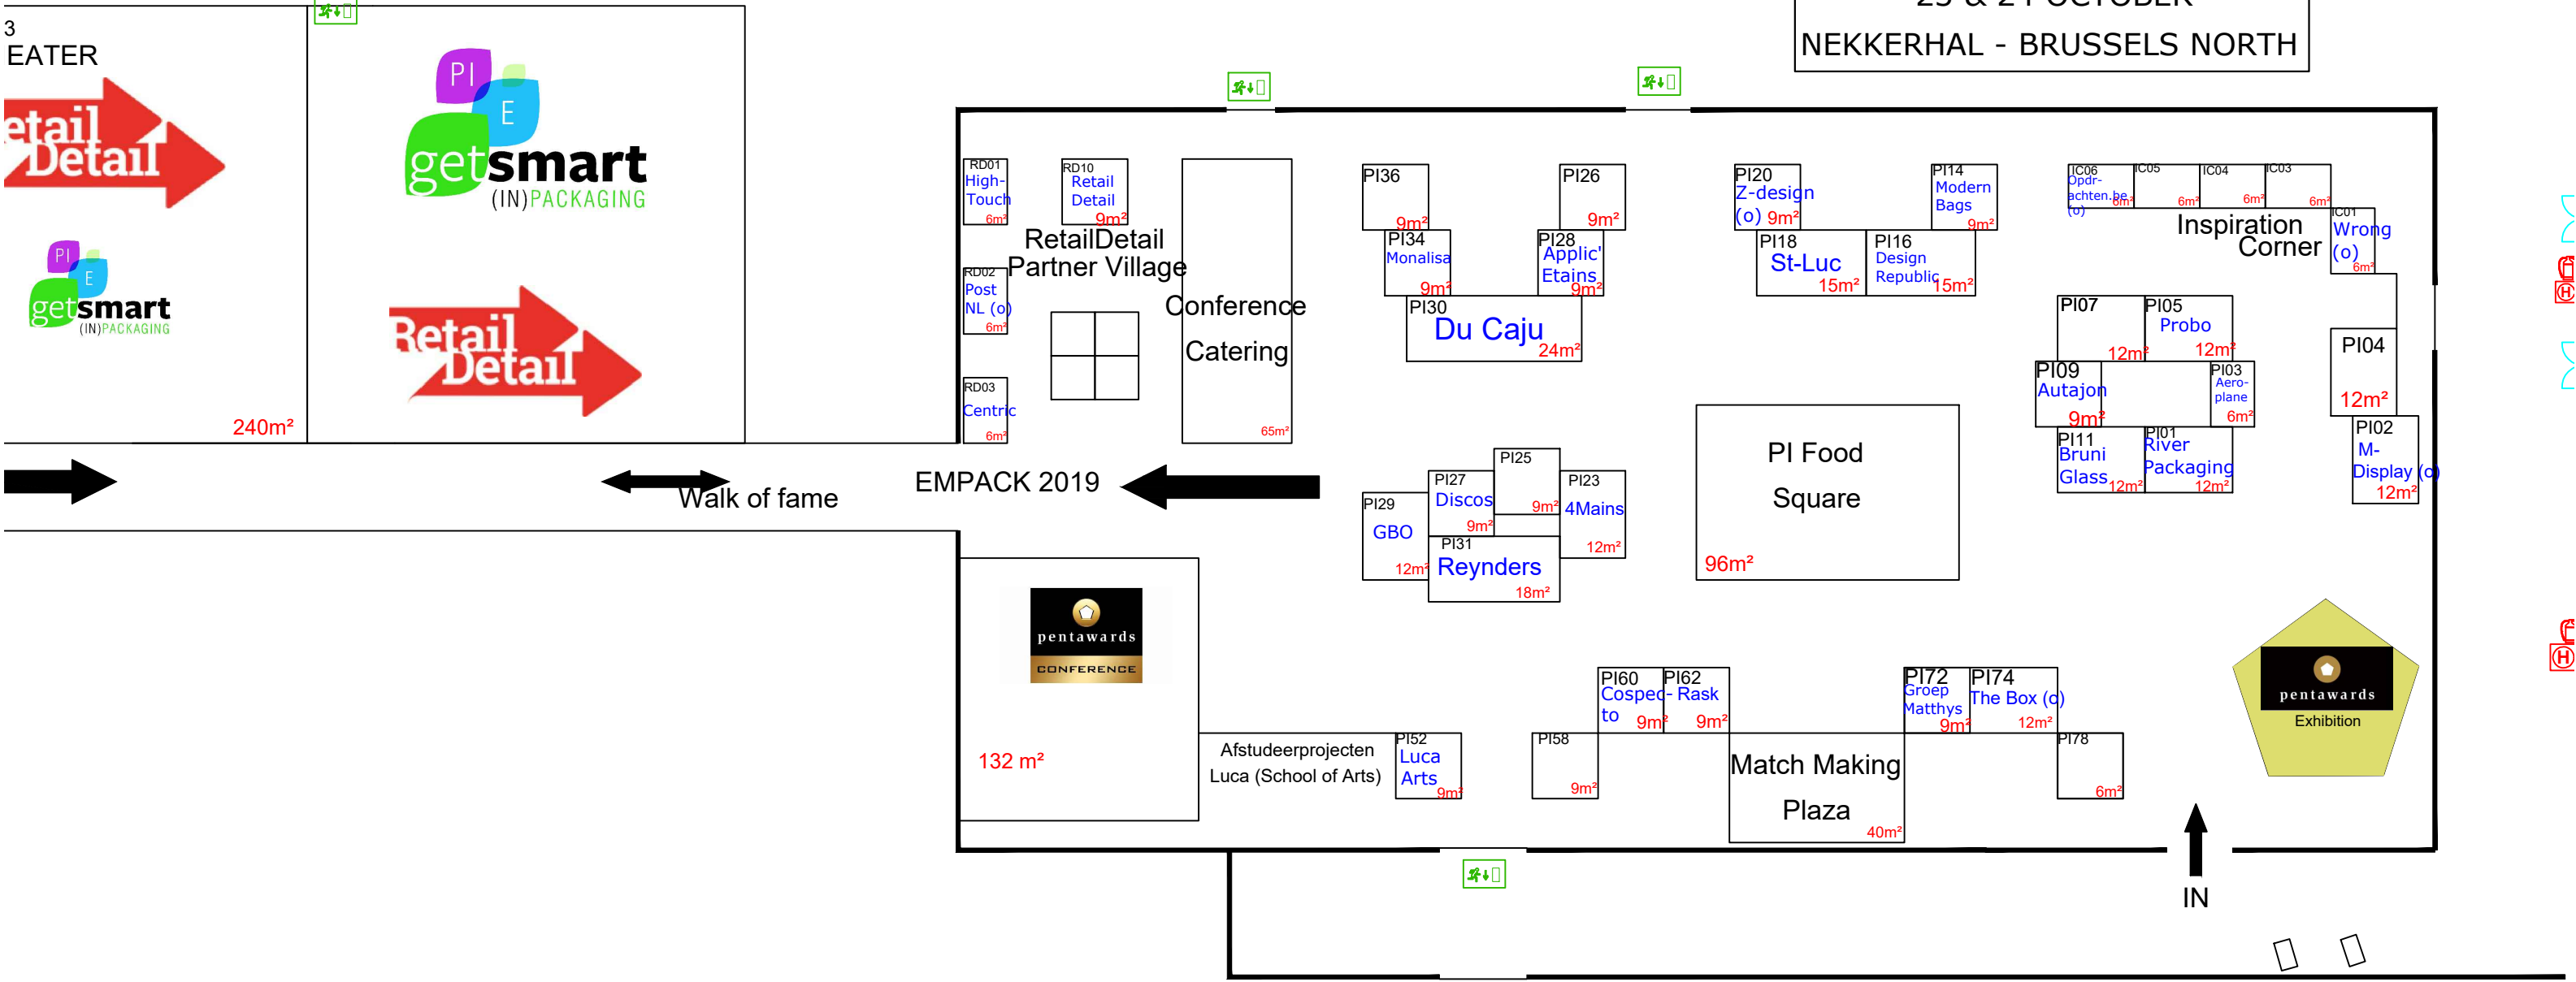 3
EATER
etail
Detail
PI
E
getsmart
(IN)PACKAGING
240m²
PI
E
getsmart
(IN)PACKAGING
Retail
Detail
23 & 24 OCTOBER
NEKKERHAL - BRUSSELS NORTH
Walk of fame
EMPACK 2019
RD01
High-
Touch
6m²
RD10
Retail
Detail
9m²
RetailDetail
Partner Village
RD02
Post
NL (o)
6m²
RD03
Centric
6m²
Conference
Catering
65m²
PI36
9m²
PI26
9m²
PI34
Monalisa
9m²
PI28
Applic'
Etains
9m²
PI30
Du Caju
24m²
PI20
Z-design
(o) 9m²
PI14
Modern
Bags
9m²
PI18
St-Luc
15m²
PI16
Design
Republic
15m²
IC06
Opdr-
achten.be
(o)
6m²
IC05
6m²
IC04
6m²
IC03
6m²
Inspiration
Corner
IC01
Wrong
(o)
6m²
PI07
12m²
PI05
Probo
12m²
PI09
Autajon
9m²
PI03
Aero-
plane
6m²
PI11
Bruni
Glass
12m²
PI01
River
Packaging
12m²
PI04
12m²
PI02
M-
Display (o)
12m²
PI25
9m²
PI27
Discos
9m²
PI23
4Mains
12m²
PI29
GBO
12m²
PI31
Reynders
18m²
PI Food
Square
96m²
pentawards
CONFERENCE
132 m²
Afstudeerprojecten
Luca (School of Arts)
PI52
Luca
Arts
9m²
PI58
9m²
PI60
Cospec-
to
9m²
PI62
Rask
9m²
Match Making
Plaza
40m²
PI72
Groep
Matthys
9m²
PI74
The Box (o)
12m²
PI78
6m²
pentawards
Exhibition
IN
H
H